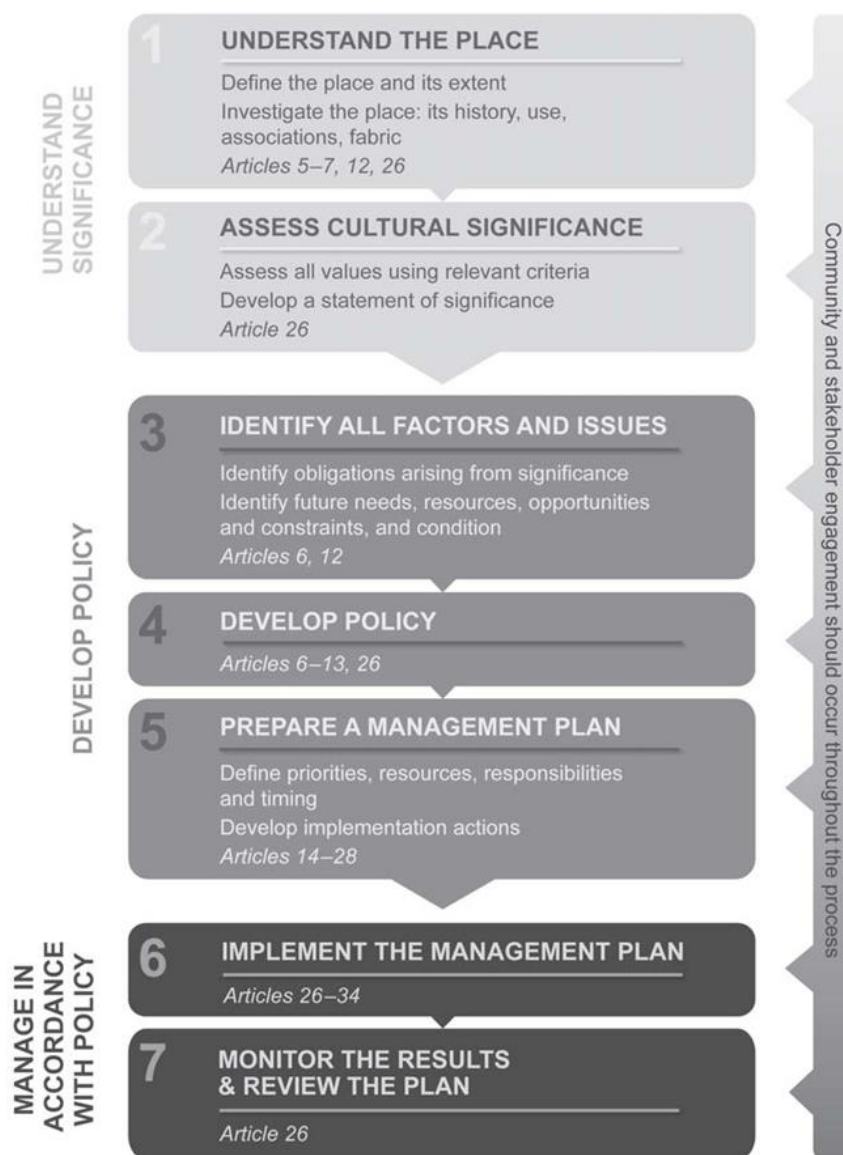 UNDERSTAND
SIGNIFICANCE
1
UNDERSTAND THE PLACE
Define the place and its extent
Investigate the place: its history, use,
associations, fabric
Articles 5–7, 12, 26
2
ASSESS CULTURAL SIGNIFICANCE
Assess all values using relevant criteria
Develop a statement of significance
Article 26
DEVELOP POLICY
3
IDENTIFY ALL FACTORS AND ISSUES
Identify obligations arising from significance
Identify future needs, resources, opportunities
and constraints, and condition
Articles 6, 12
4
DEVELOP POLICY
Articles 6–13, 26
5
PREPARE A MANAGEMENT PLAN
Define priorities, resources, responsibilities
and timing
Develop implementation actions
Articles 14–28
MANAGE IN
ACCORDANCE
WITH POLICY
6
IMPLEMENT THE MANAGEMENT PLAN
Articles 26–34
7
MONITOR THE RESULTS
& REVIEW THE PLAN
Article 26
Community and stakeholder engagement should occur throughout the process